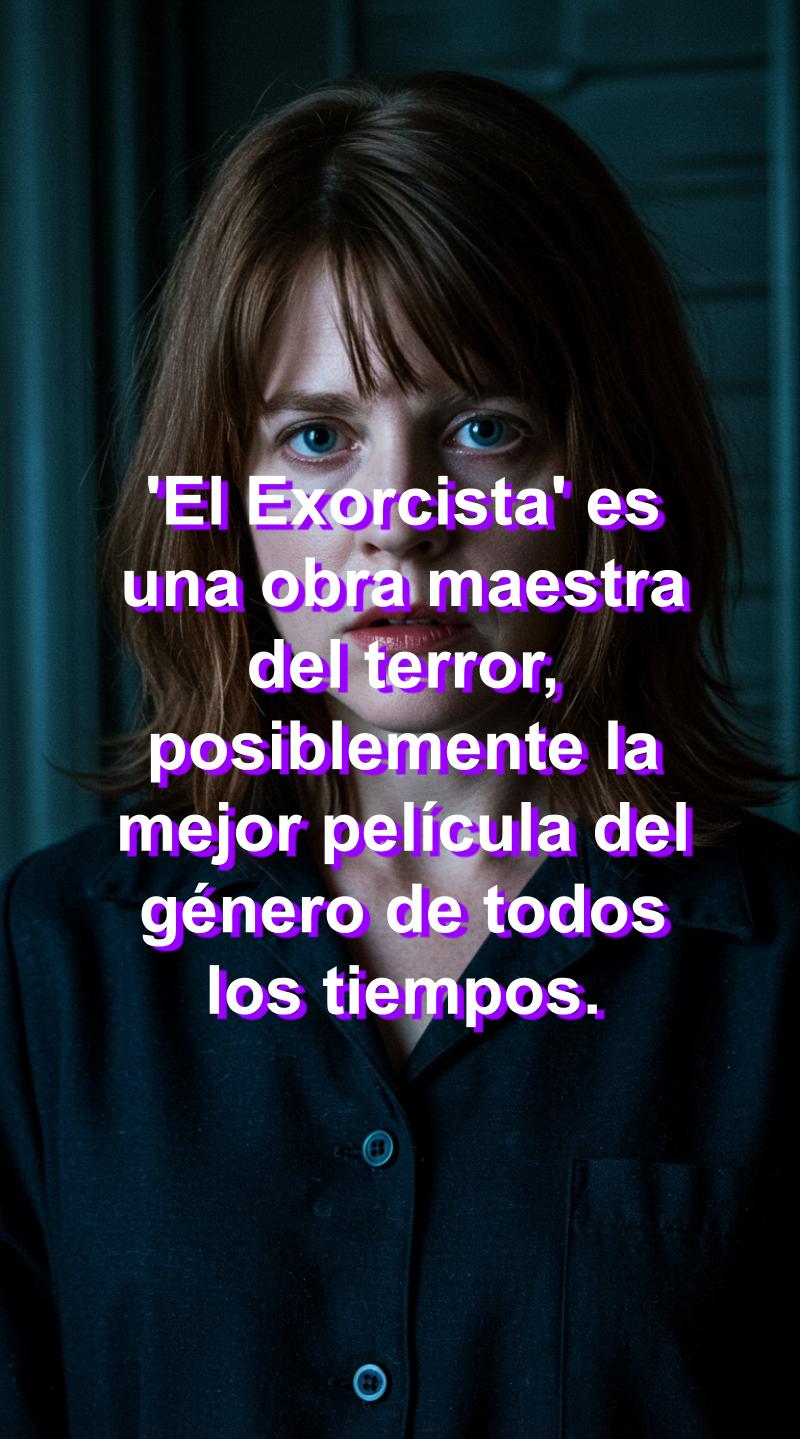 'El Exorcista' es
una obra maestra
del terror,
posiblemente la
mejor película del
género de todos
los tiempos.